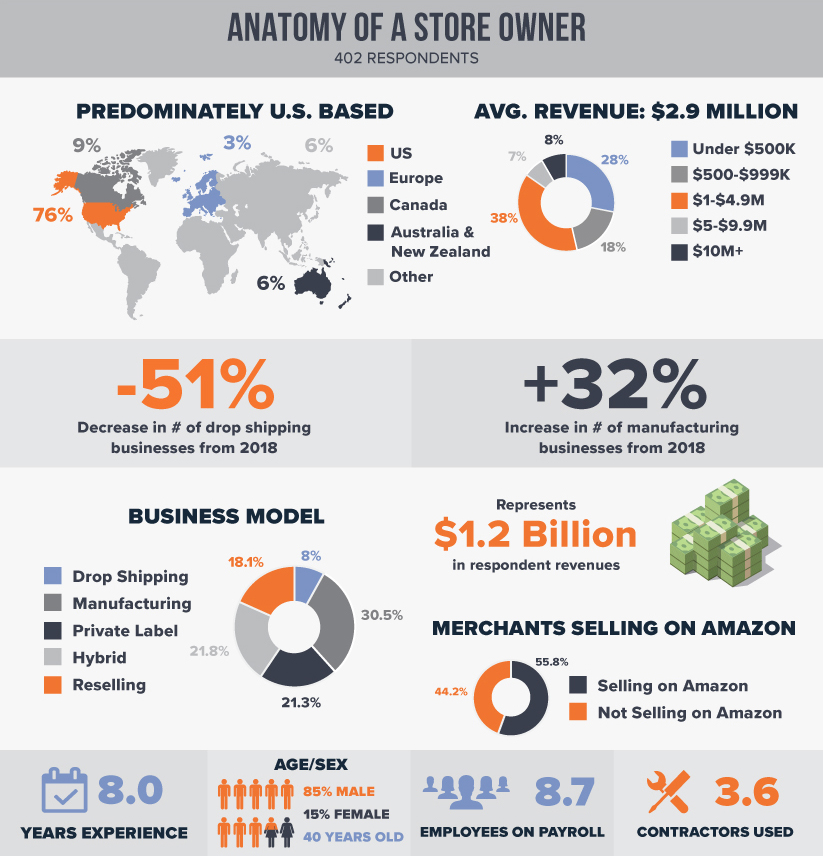 ANATOMY OF A STORE OWNER
402 RESPONDENTS
PREDOMINATELY U.S. BASED
9%
3%
6%
76%
6%
US
Europe
Canada
Australia &
New Zealand
Other
AVG. REVENUE: $2.9 MILLION
8%
7%
28%
38%
18%
Under $500K
$500-$999K
$1-$4.9M
$5-$9.9M
$10M+
-51%
Decrease in # of drop shipping
businesses from 2018
+32%
Increase in # of manufacturing
businesses from 2018
BUSINESS MODEL
Drop Shipping
Manufacturing
Private Label
Hybrid
Reselling
18.1%
8%
30.5%
21.8%
21.3%
Represents
$1.2 Billion
in respondent revenues
MERCHANTS SELLING ON AMAZON
55.8%
44.2%
Selling on Amazon
Not Selling on Amazon
8.0
YEARS EXPERIENCE
AGE/SEX
85% MALE
15% FEMALE
40 YEARS OLD
8.7
EMPLOYEES ON PAYROLL
3.6
CONTRACTORS USED